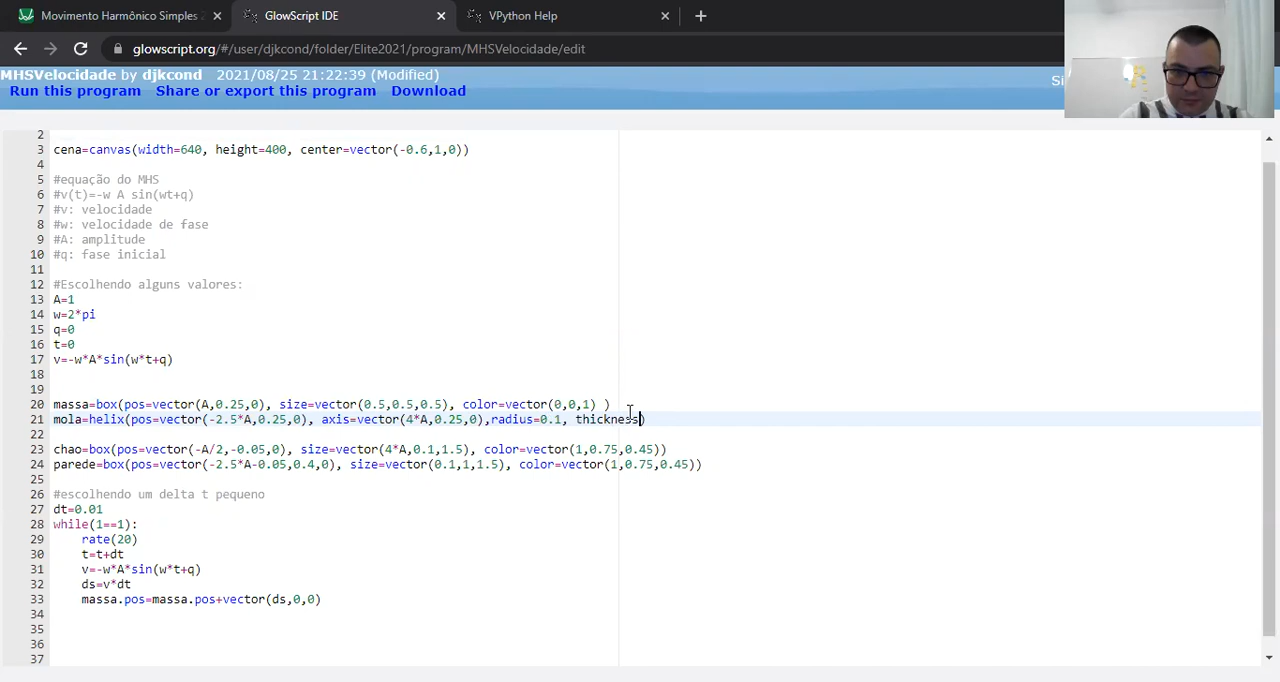 Movimento Harmônico Simples 2
GlowScript IDE
VPython Help
glowscript.org/#/user/djkcond/folder/Elite2021/program/MHSVelocidade/edit
MHSVelocidade by djkcond 2021/08/25 21:22:39 (Modified)
Si
Run this program Share or export this program Download
2
3 cena=canvas(width=640, height=400, center=vector(-0.6,1,0))
4
5 #equação do MHS
6 #v(t)=-w A sin(wt+q)
7 #v: velocidade
8 #w: velocidade de fase
9 #A: amplitude
10 #q: fase inicial
11
12 #Escolhendo alguns valores:
13 A=1
14 w=2*pi
15 q=0
16 t=0
17 v=-w*A*sin(w*t+q)
18
19
20 massa=box(pos=vector(A,0.25,0), size=vector(0.5,0.5,0.5), color=vector(0,0,1) )
21 mola=helix(pos=vector(-2.5*A,0.25,0), axis=vector(4*A,0.25,0),radius=0.1, thickness)
22
23 chao=box(pos=vector(-A/2,-0.05,0), size=vector(4*A,0.1,1.5), color=vector(1,0.75,0.45))
24 parede=box(pos=vector(-2.5*A-0.05,0.4,0), size=vector(0.1,1,1.5), color=vector(1,0.75,0.45))
25
26 #escolhendo um delta t pequeno
27 dt=0.01
28 while(1==1):
29 rate(20)
30 t=t+dt
31 v=-w*A*sin(w*t+q)
32 ds=v*dt
33 massa.pos=massa.pos+vector(ds,0,0)
34
35
36
37